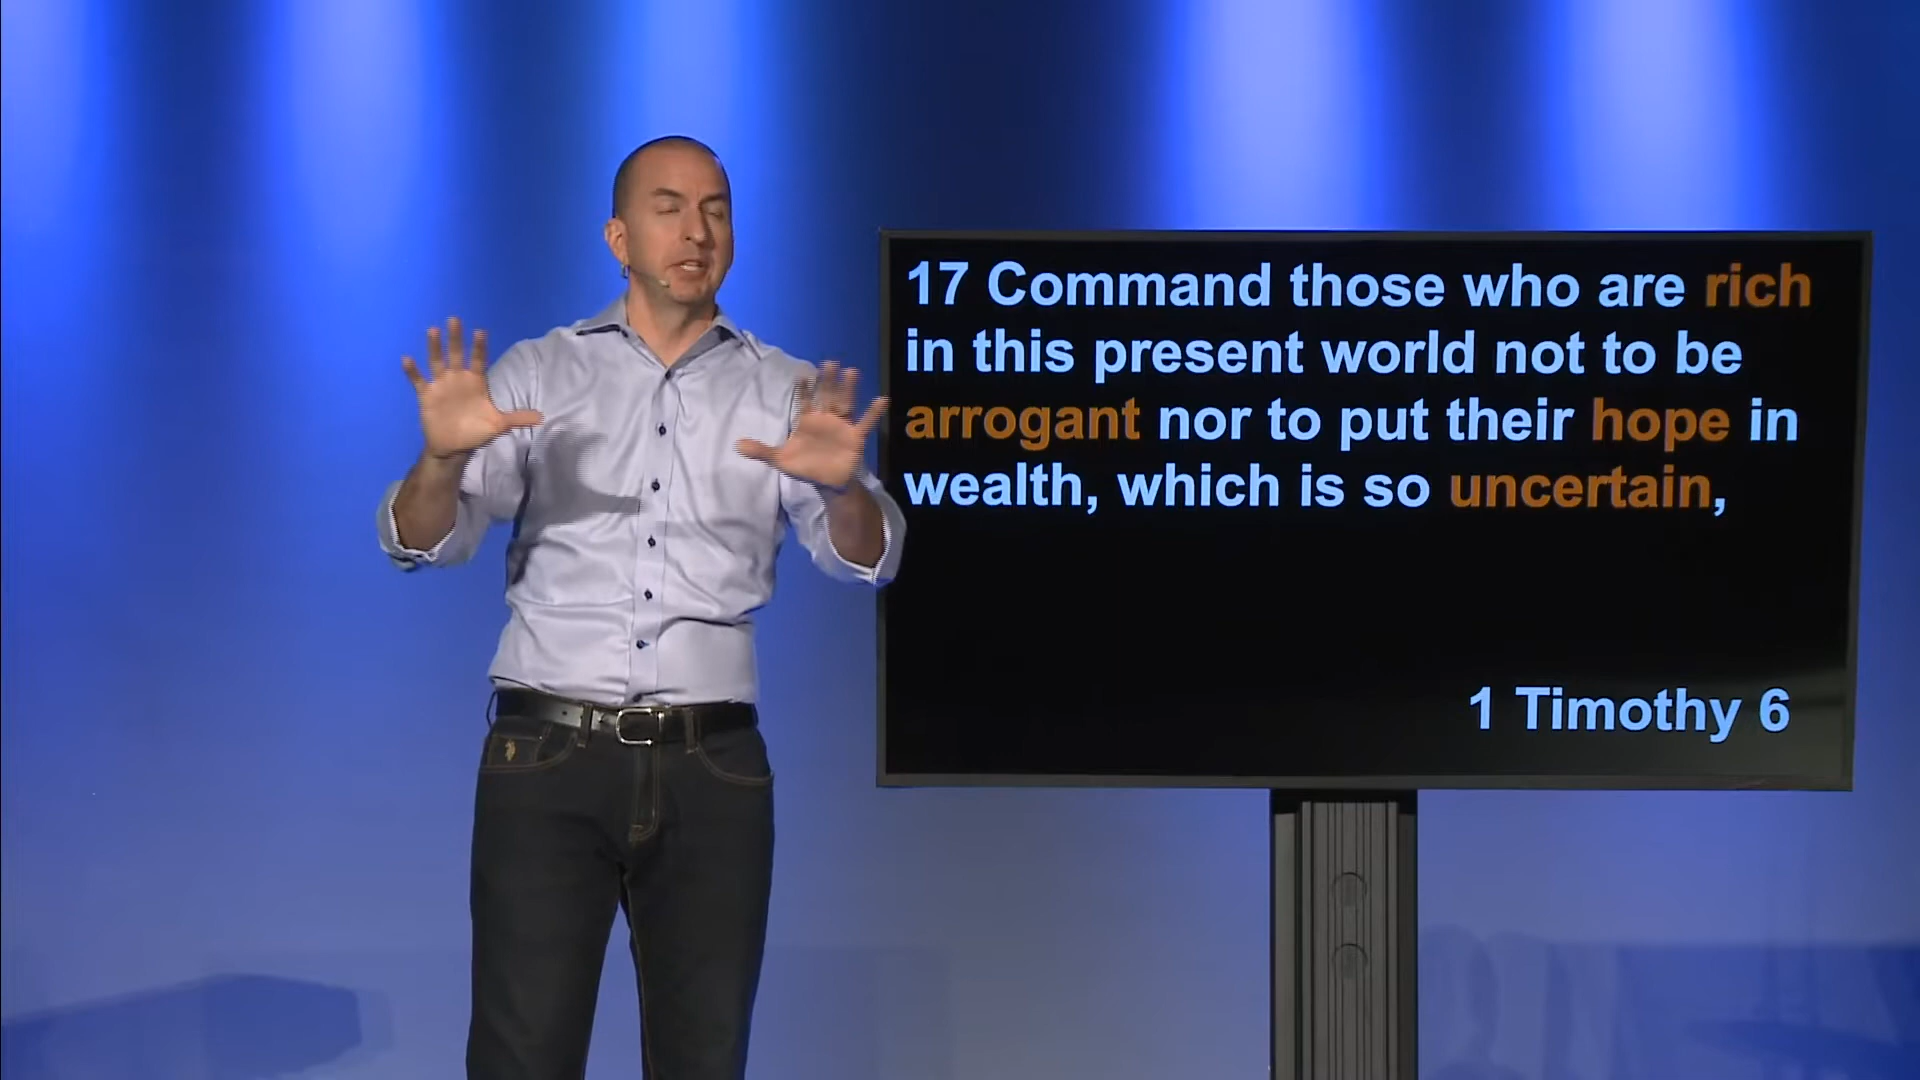 17 Command those who are rich
in this present world not to be
arrogant nor to put their hope in
wealth, which is so uncertain,
1 Timothy 6